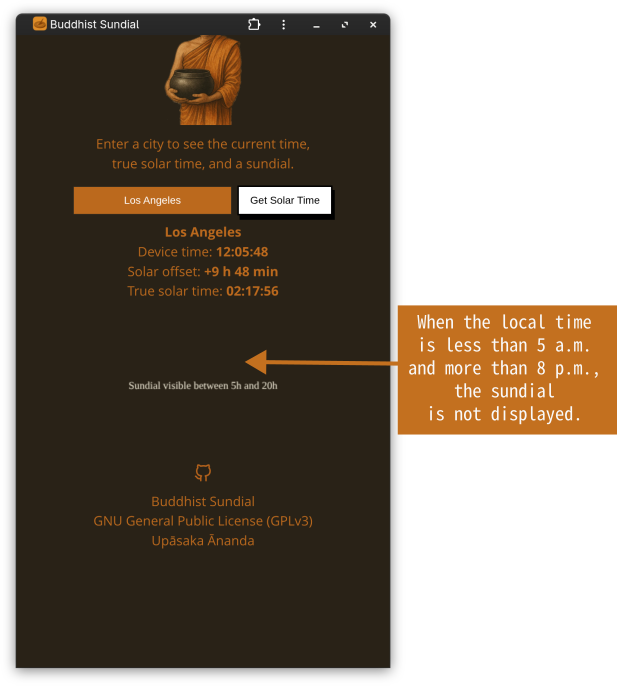 Buddhist Sundial
Enter a city to see the current time,
true solar time, and a sundial.
Los Angeles
Get Solar Time
Los Angeles
Device time: 12:05:48
Solar offset: +9 h 48 min
True solar time: 02:17:56
When the local time
is less than 5 a.m.
and more than 8 p.m.,
the sundial
is not displayed.
Sundial visible between 5h and 20h
Buddhist Sundial
GNU General Public License (GPLv3)
Upāsaka Ānanda